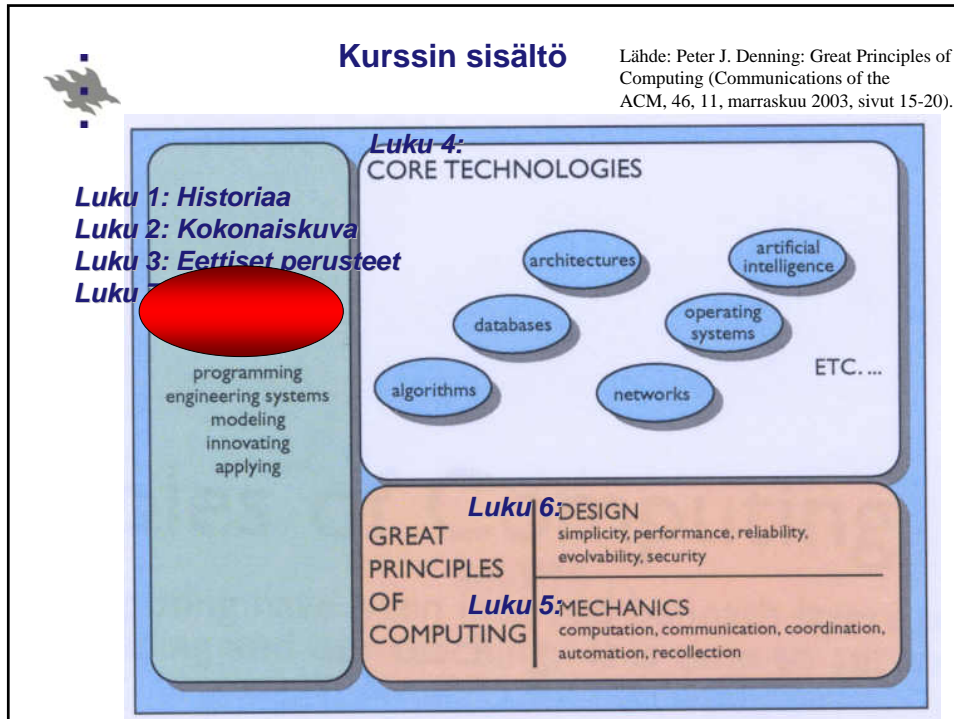 Kurssin sisältö
Lähde: Peter J. Denning: Great Principles of
Computing (Communications of the
ACM, 46, 11, marraskuu 2003, sivut 15-20).
Luku 1: Historiaa
Luku 2: Kokonaiskuva
Luku 3: Eettiset perusteet
Luku
programming
engineering systems
modeling
innovating
applying
Luku 4:
CORE TECHNOLOGIES
architectures
artificial
intelligence
databases
operating
systems
algorithms
networks
ETC. ...
GREAT
PRINCIPLES
OF
COMPUTING
Luku 6: DESIGN
simplicity, performance, reliability,
evolvability, security
Luku 5: MECHANICS
computation, communication, coordination,
automation, recollection